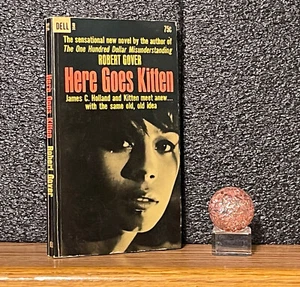 DELL
75c
The sensational new novel by the author of
The One Hundred Dollar Misunderstanding
ROBERT GOVER
Here Goes Kitten
James C. Holland and Kitten meet anew...
with the same old, old idea
Here Goes Kitten Robert Gover